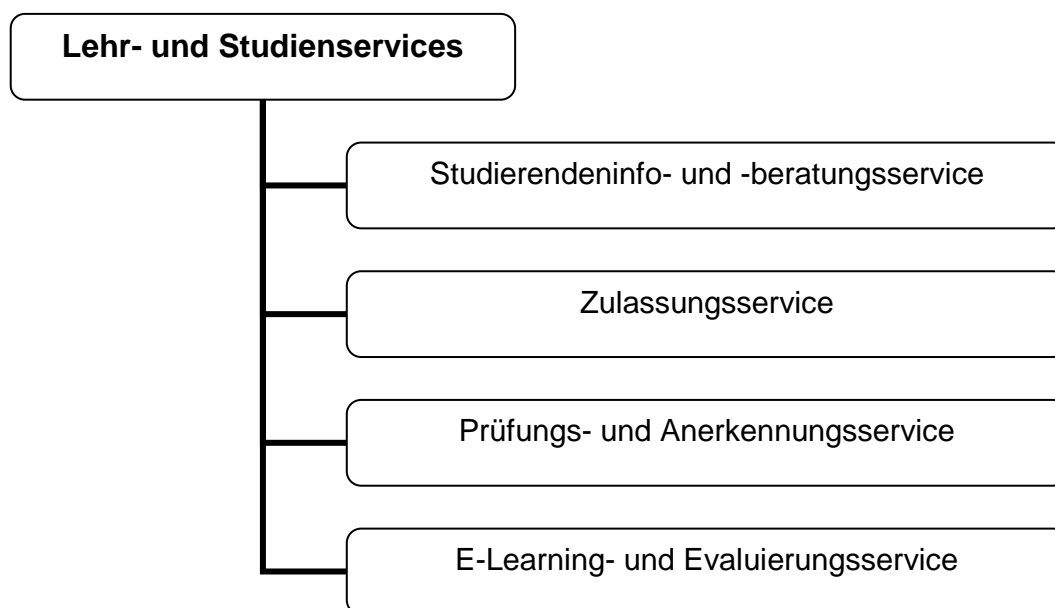 Lehr- und Studienservices
Studierendeninfo- und -beratungsservice
Zulassungsservice
Prüfungs- und Anerkennungsservice
E-Learning- und Evaluierungsservice